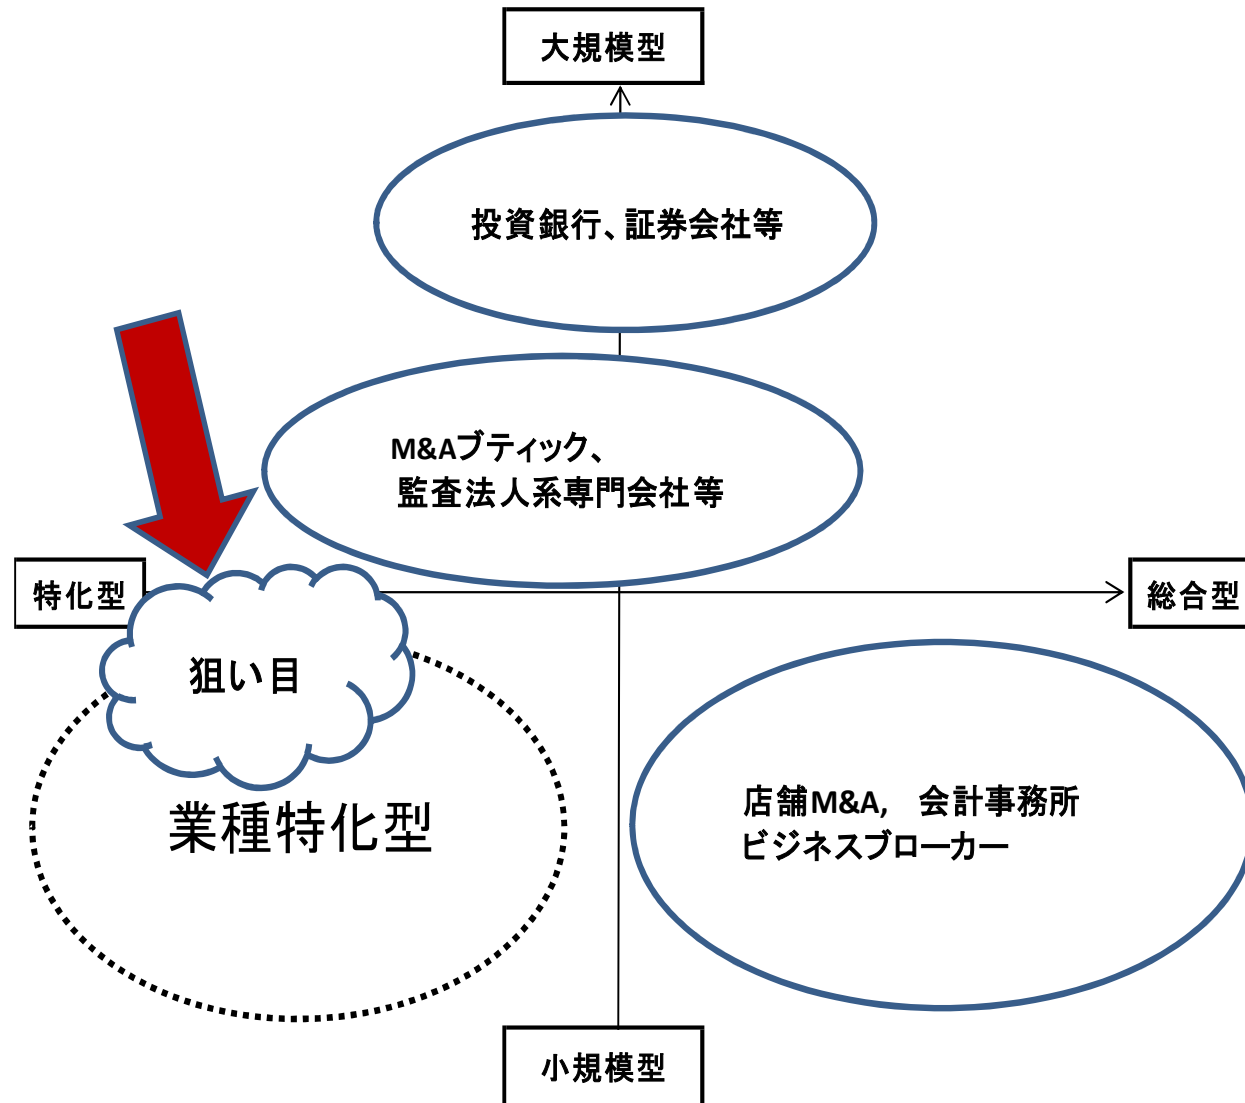 大規模型
投資銀行、証券会社等
M&Aブティック、
監査法人系専門会社等
特化型
総合型
狙い目
業種特化型
店舗M&A,　会計事務所
ビジネスブローカー
小規模型